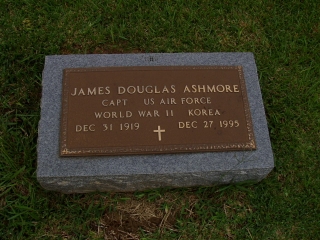 JAMES DOUGLAS ASHMORE
CAPT US AIR FORCE
WORLD WAR II KOREA
DEC 31 1919 DEC 27 1995